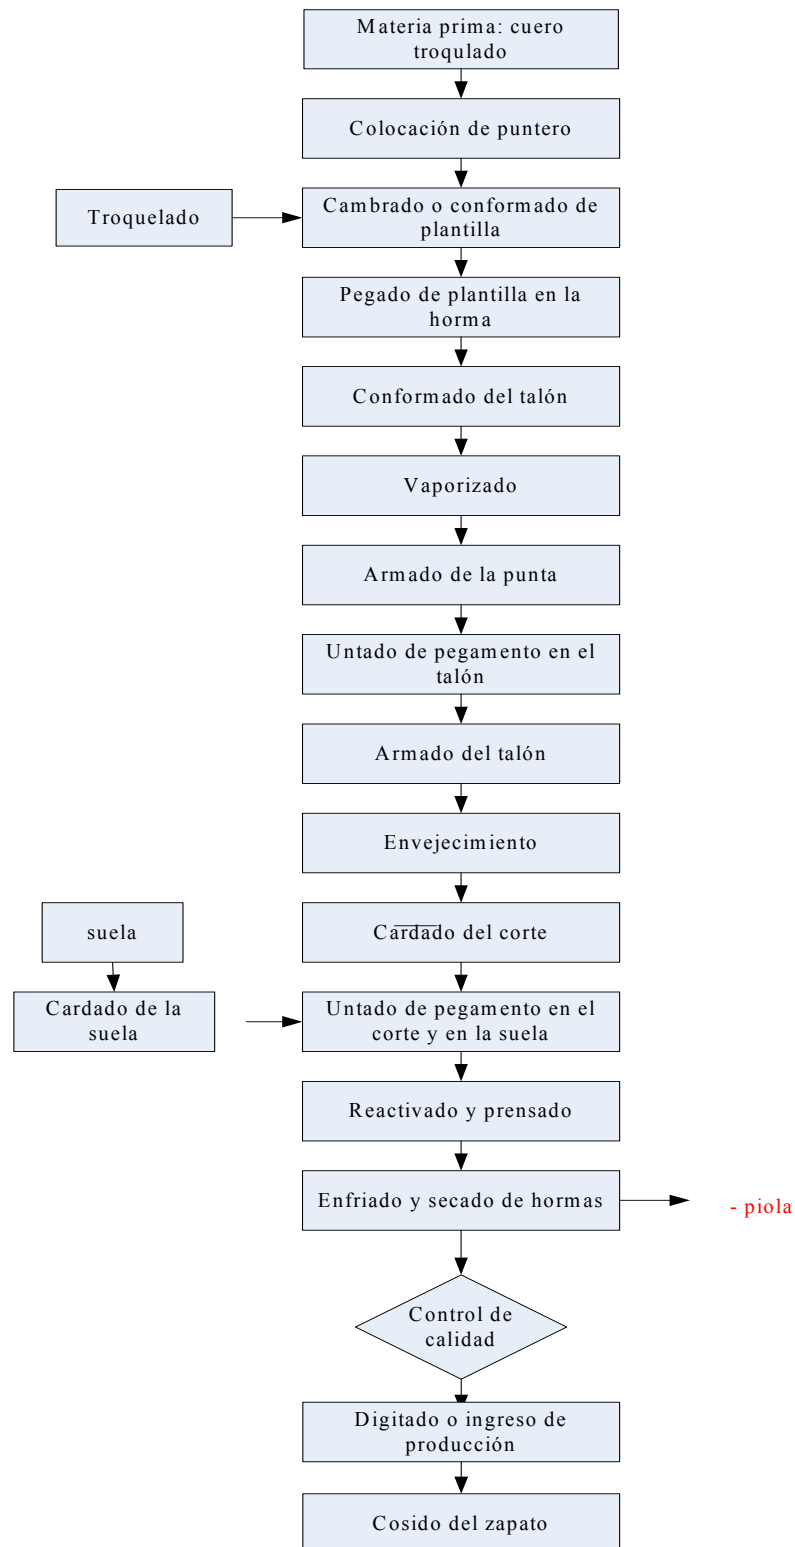 Materia prima: cuero
troqulado
Colocación de puntero
Troquelado
Cambrado o conformado de
plantilla
Pegado de plantilla en la
horma
Conformado del talón
Vaporizado
Armado de la punta
Untado de pegamento en el
talón
Armado del talón
Envejecimiento
suela
Cardado del corte
Cardado de la
suela
Untado de pegamento en el
corte y en la suela
Reactivado y prensado
Enfriado y secado de hormas
- piola
Control de
calidad
Digitado o ingreso de
producción
Cosido del zapato